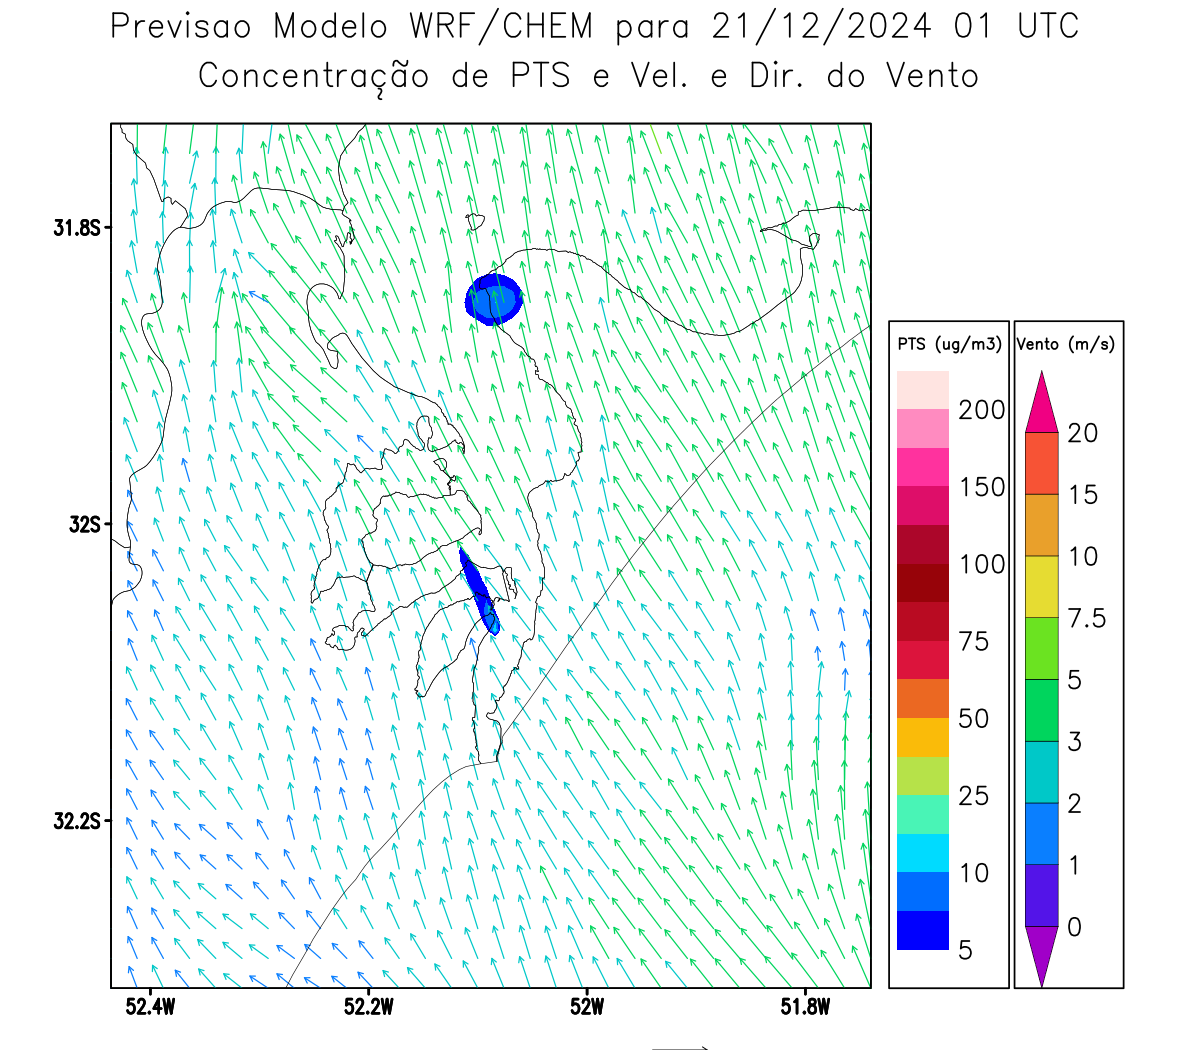 Previsao Modelo WRF/CHEM para 21/12/2024 01 UTC
Concentração de PTS e Vel. e Dir. do Vento
31.8S
32S
32.2S
52.4W 52.2W 52W 51.8W
PTS (ug/m3)
200
150
100
75
50
25
10
5
Vento (m/s)
20
15
10
7.5
5
3
2
1
0